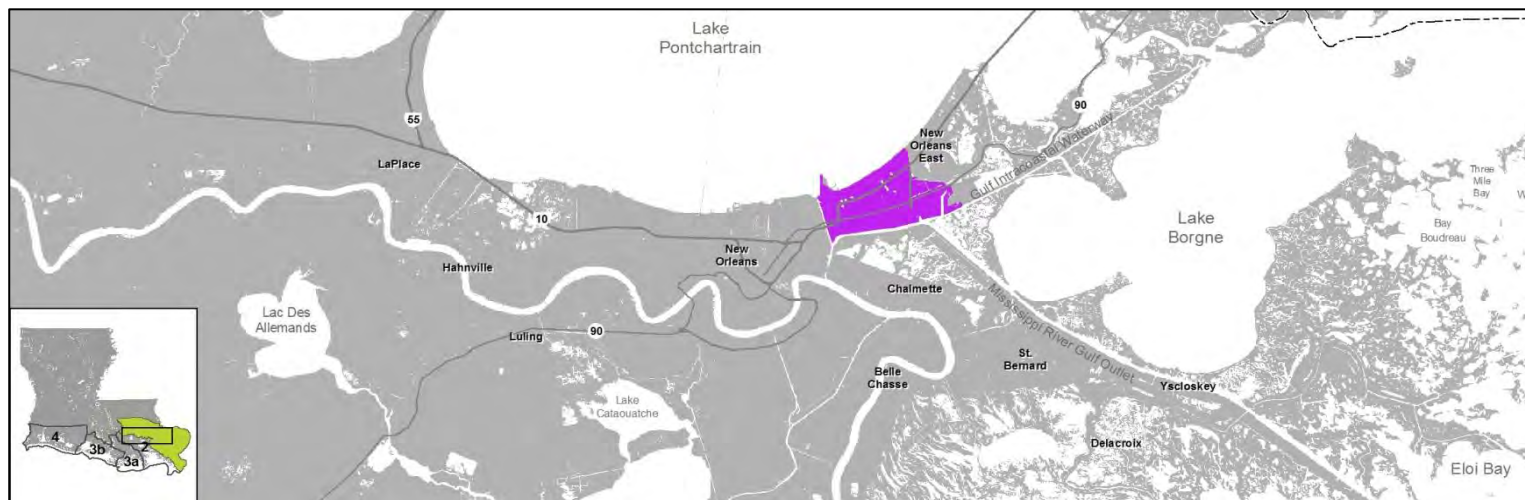 Lake
Pontchartrain
55
90
New
Orleans
East
LaPlace
Gulf Intracoastal Waterway
Three
Mile
Bay
W
10
Lake
Borgne
Bay
Boudreau
New
Orleans
Hahnville
Chalmette
Lac Des
Allemands
Mississippi River Gulf Outlet
Luling
90
St.
Bernard
Belle
Chasse
Yscloskey
Lake
Cataouatche
Delacroix
Eloi Bay
4
3b
3a
2